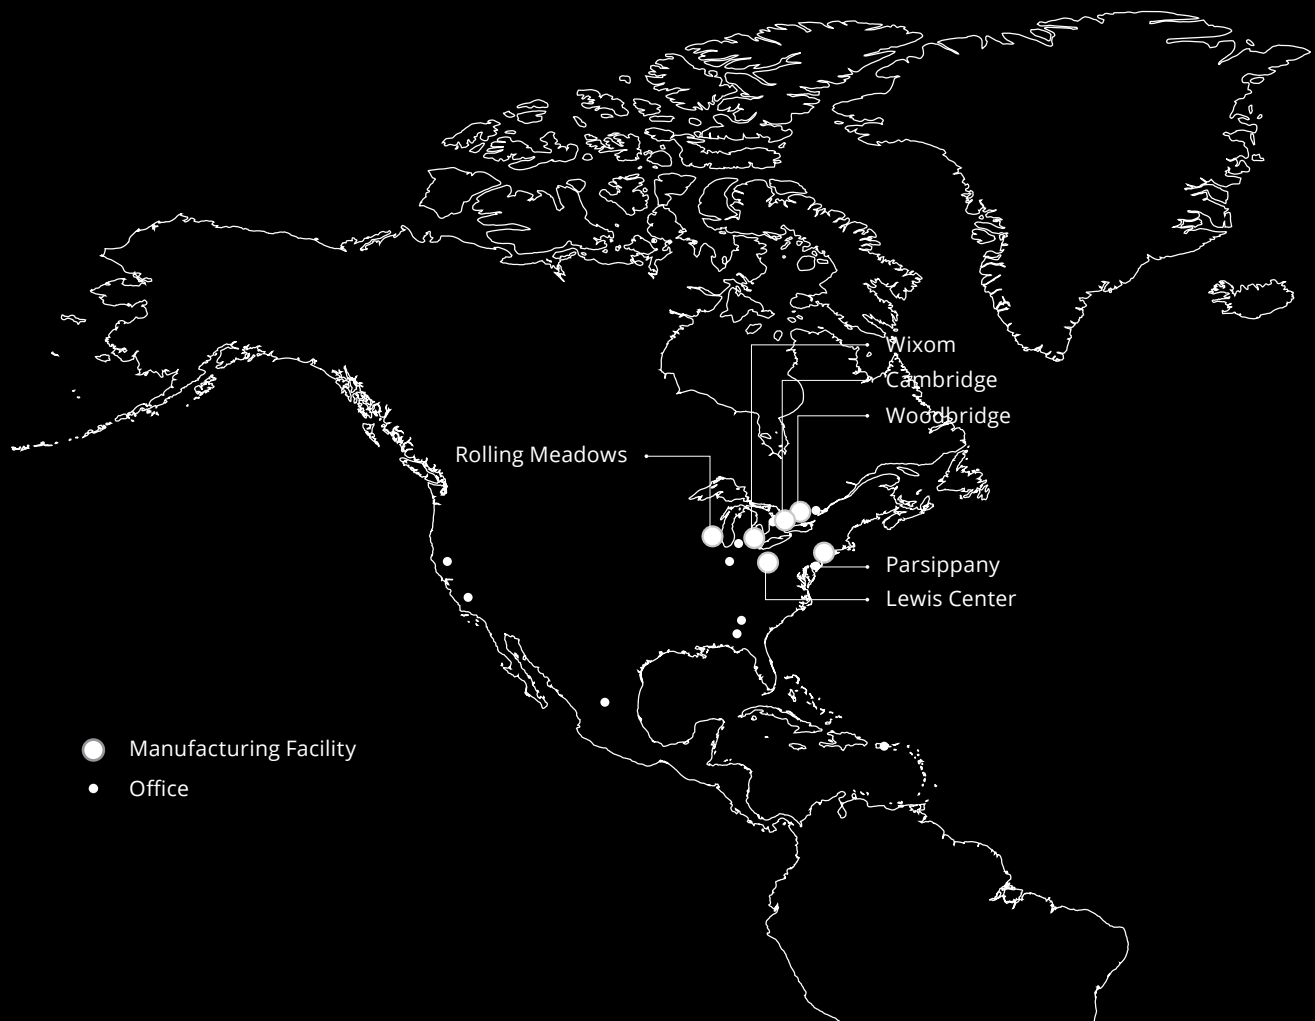 Wixom
Cambridge
Woodbridge
Rolling Meadows
Parsippany
Lewis Center
Manufacturing Facility
Office